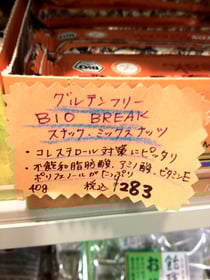 グルテンフリー
BIO BREAK
スナック、ミックスナッツ
・コレステロール対策にピッタリ
・不飽和脂肪酸、アミノ酸、ビタミンE
ポリフェノールがたっぷり
40g 税込 ¥283
お